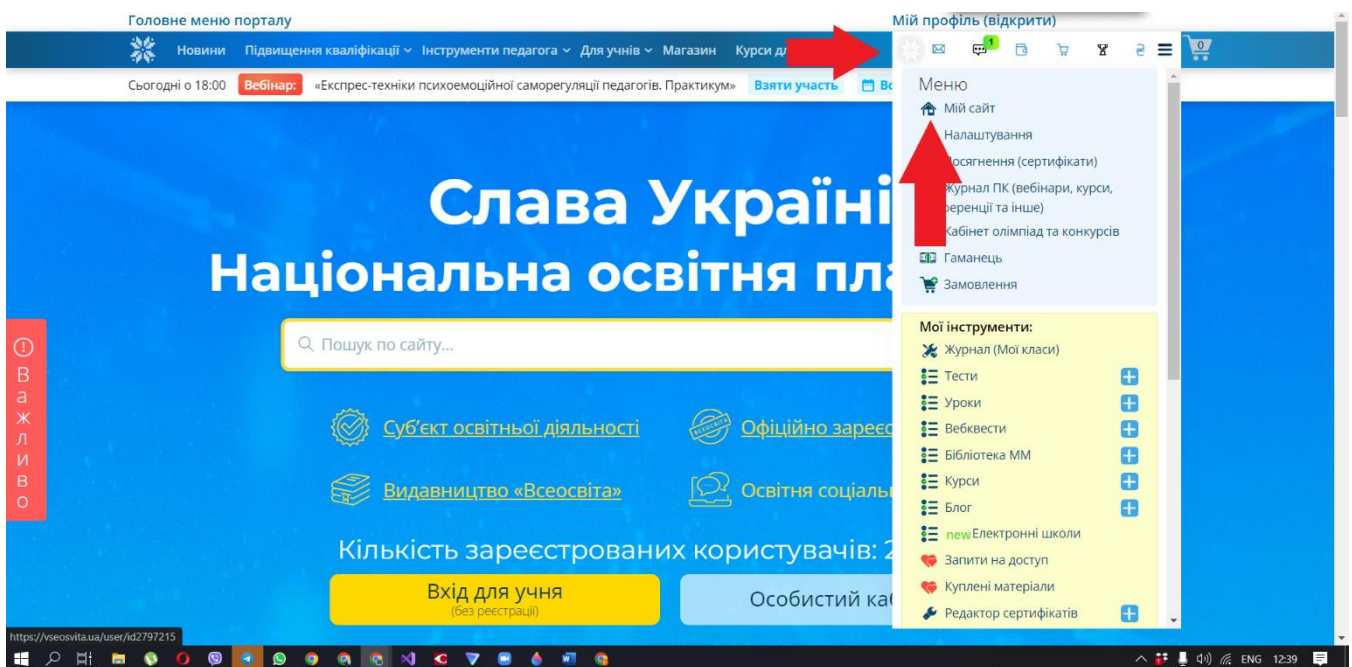 Головне меню порталу
Мій профіль (відкрити)
Новини Підвищення кваліфікації Інструменти педагога Для учнів Магазин Курси
1
0
Сьогодні о 18:00 Вебінар: «Експрес-техніки психоемоційної саморегуляції педагогів. Практикум» Взяти участь
Меню
Мій сайт
Налаштування
Досягнення (сертифікати)
Журнал ПК (вебінари, курси,
ференції та інше)
Кабінет олімпіад та конкурсів
Гаманець
Замовлення
Слава Україні
Національна освітня
Пошук по сайту...
Суб'єкт освітньої діяльності
Офіційно
Видавництво «Всеосвіта»
Освітня
Кількість зареєстрованих користувачів: 2
Вхід для учня
(без реєстрації)
Особистий
Важливо
Мої інструменти:
Журнал (Мої класи)
Тести
Уроки
Вебквести
Бібліотека ММ
Курси
Блог
new Електронні школи
Запити на доступ
Куплені матеріали
Редактор сертифікатів
https://vseosvita.ua/user/id2797215
ENG 12:39